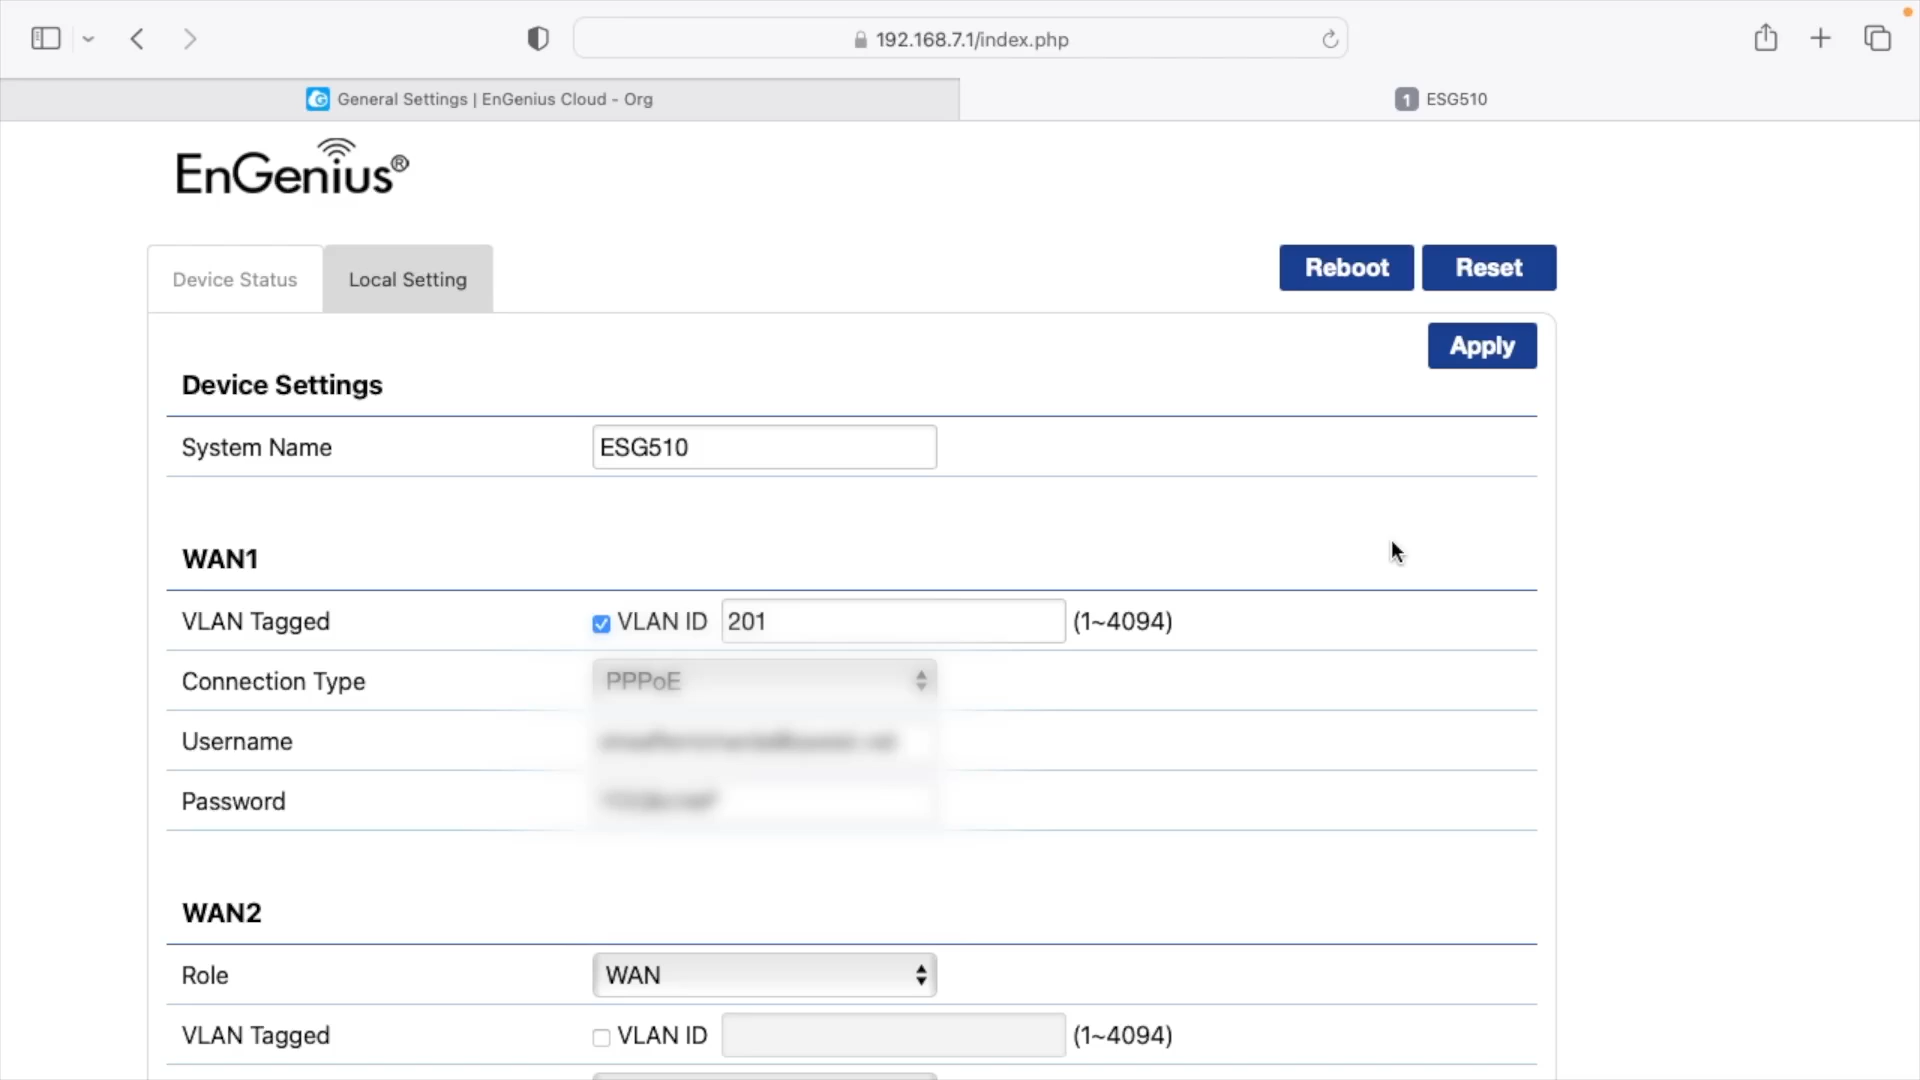 192.168.7.1/index.php
General Settings | EnGenius Cloud - Org
1 ESG510
EnGenius®
Device Status
Local Setting
Reboot
Reset
Apply
Device Settings
System Name ESG510
WAN1
VLAN Tagged VLAN ID 201 (1~4094)
Connection Type PPPoE
Username
Password
WAN2
Role WAN
VLAN Tagged VLAN ID (1~4094)